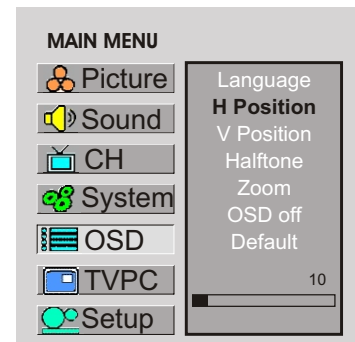 MAIN MENU
Picture
Sound
CH
System
OSD
TVPC
Setup
Language
H Position
V Position
Halftone
Zoom
OSD off
Default
10